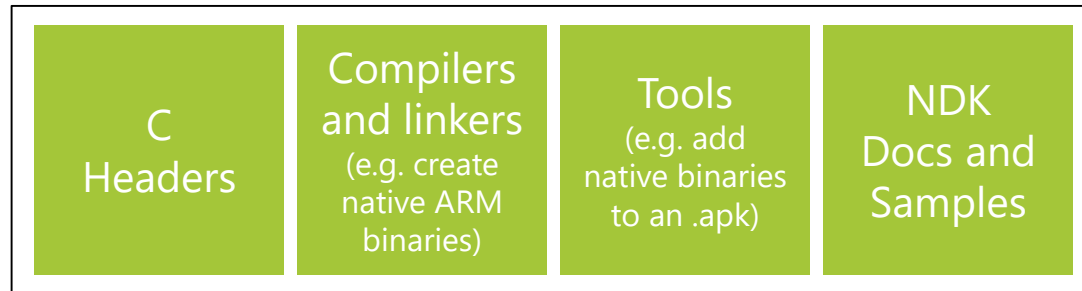 C
Headers
Compilers
and linkers
(e.g. create
native ARM
binaries)
Tools
(e.g. add
native binaries
to an .apk)
NDK
Docs and
Samples